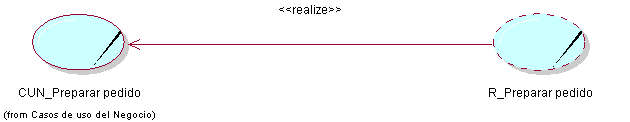 <<realize>>
CUN_Preparar pedido
R_Preparar pedido
(from Casos de uso del Negocio)